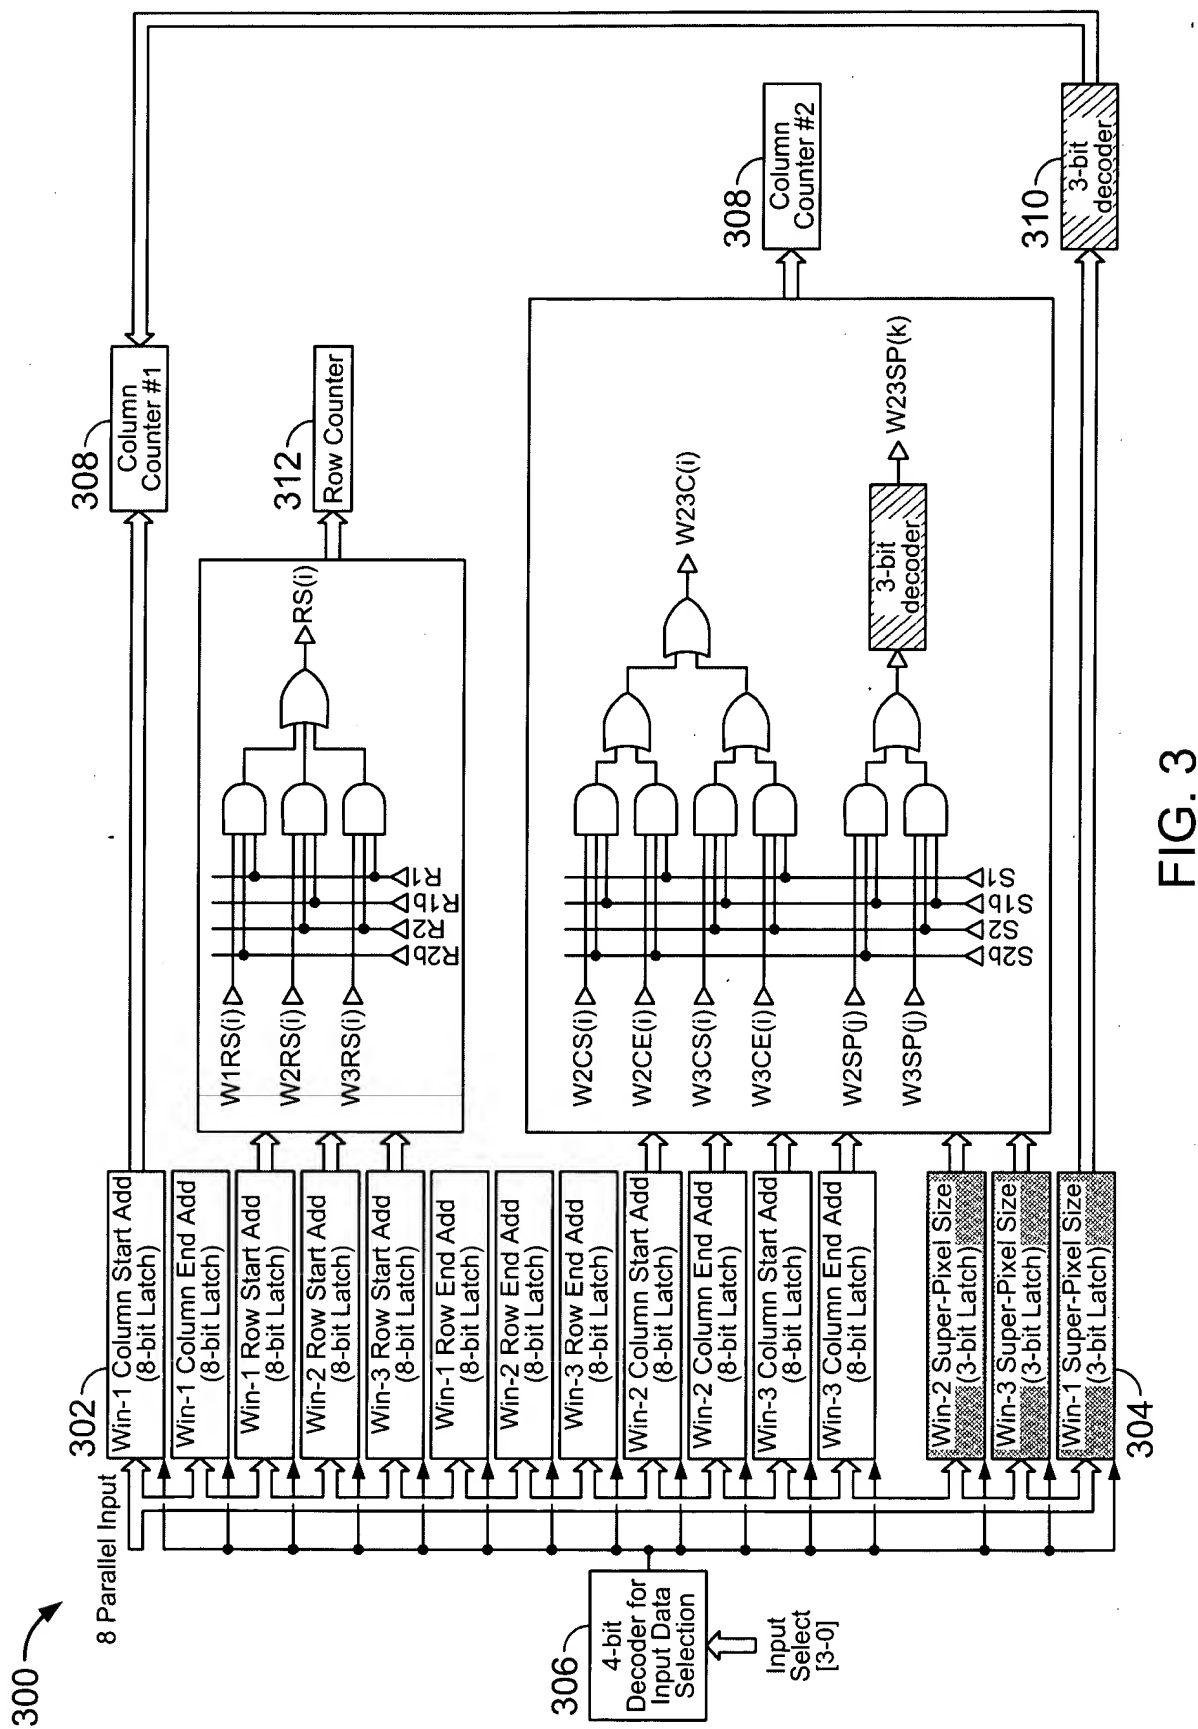 300
8 Parallel Input
302
Win-1 Column Start Add
(8-bit Latch)
Win-1 Column End Add
(8-bit Latch)
Win-1 Row Start Add
(8-bit Latch)
Win-2 Row Start Add
(8-bit Latch)
Win-3 Row Start Add
(8-bit Latch)
Win-1 Row End Add
(8-bit Latch)
Win-2 Row End Add
(8-bit Latch)
Win-3 Row End Add
(8-bit Latch)
Win-2 Column Start Add
(8-bit Latch)
Win-2 Column End Add
(8-bit Latch)
Win-3 Column Start Add
(8-bit Latch)
Win-3 Column End Add
(8-bit Latch)
Win-2 Super-Pixel Size
(3-bit Latch)
Win-3 Super-Pixel Size
(3-bit Latch)
Win-1 Super-Pixel Size
(3-bit Latch)
304
306
4-bit
Decoder for
Input Data
Selection
Input
Select
[3-0]
308
Column
Counter #1
312
Row Counter
W1RS(i)
W2RS(i)
W3RS(i)
R2b
R2
R1b
R1
RS(i)
W2CS(i)
W2CE(i)
W3CS(i)
W3CE(i)
W2SP(j)
W3SP(j)
S2b
S2
S1b
S1
W23C(i)
3-bit
decoder
W23SP(k)
308
Column
Counter #2
310
3-bit
decoder
FIG. 3